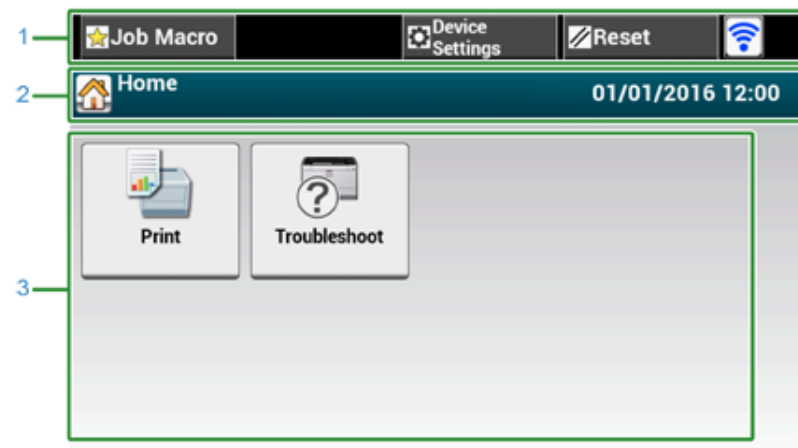 1
Job Macro
Device
Settings
Reset
2
Home
01/01/2016 12:00
3
Print
?
Troubleshoot